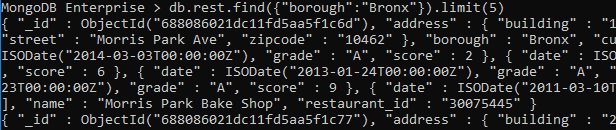 MongoDB Enterprise > db.rest.find({"borough":"Bronx"}).limit(5)
{ "_id" : ObjectId("688086021dc11fd5aa5f1c6d"), "address" : { "building" : "1
"street" : "Morris Park Ave", "zipcode" : "10462" }, "borough" : "Bronx", "cu
ISODate("2014-03-03T00:00:00Z"), "grade" : "A", "score" : 2 }, { "date" : ISO
, "score" : 6 }, { "date" : ISODate("2013-01-24T00:00:00Z"), "grade" : "A",
23T00:00:00Z"), "grade" : "A", "score" : 9 }, { "date" : ISODate("2011-03-10T
], "name" : "Morris Park Bake Shop", "restaurant_id" : "30075445" }
{ "_id" : ObjectId("688086021dc11fd5aa5f1c77"), "address" : { "building" : "2